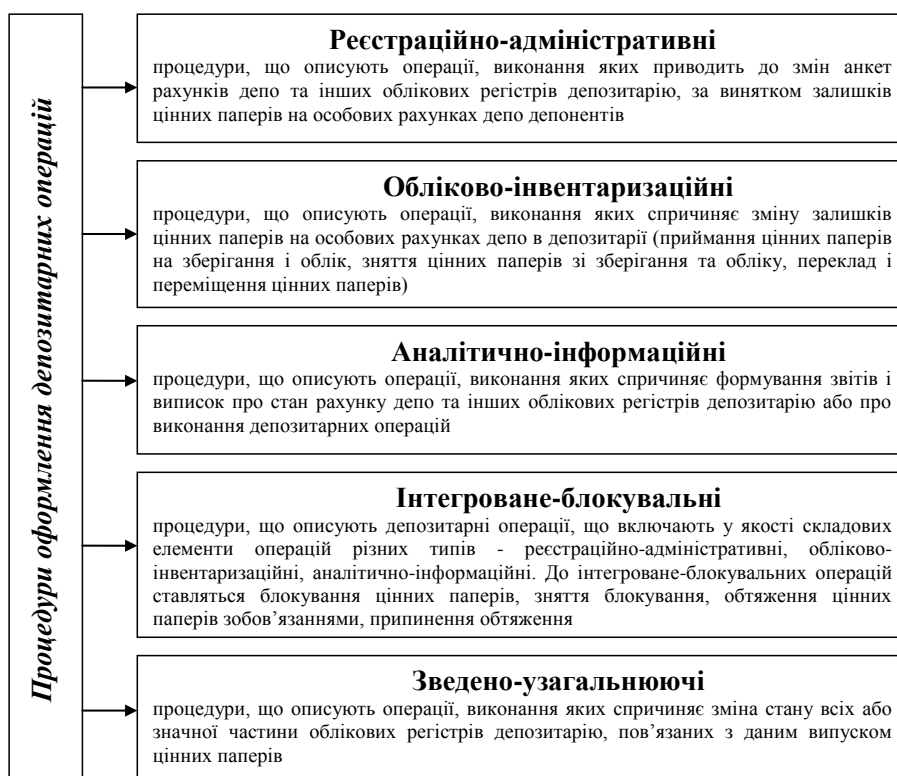 Процедури оформлення депозитарних операцій
Реєстраційно-адміністративні
процедури, що описують операції, виконання яких приводить до змін анкет
рахунків депо та інших облікових регістрів депозитарію, за винятком залишків
цінних паперів на особових рахунках депо депонентів
Обліково-інвентаризаційні
процедури, що описують операції, виконання яких спричиняє зміну залишків
цінних паперів на особових рахунках депо в депозитарії (приймання цінних паперів
на зберігання і облік, зняття цінних паперів зі зберігання та обліку, переклад і
переміщення цінних паперів)
Аналітично-інформаційні
процедури, що описують операції, виконання яких спричиняє формування звітів і
виписок про стан рахунку депо та інших облікових регістрів депозитарію або про
виконання депозитарних операцій
Інтегроване-блокувальні
процедури, що описують депозитарні операції, що включають у якості складових
елементи операцій різних типів - реєстраційно-адміністративні, обліково-
інвентаризаційні, аналітично-інформаційні. До інтегроване-блокувальних операцій
ставляться блокування цінних паперів, зняття блокування, обтяження цінних
паперів зобов’язаннями, припинення обтяження
Зведено-узагальнюючі
процедури, що описують операції, виконання яких спричиняє зміна стану всіх або
значної частини облікових регістрів депозитарію, пов’язаних з даним випуском
цінних паперів